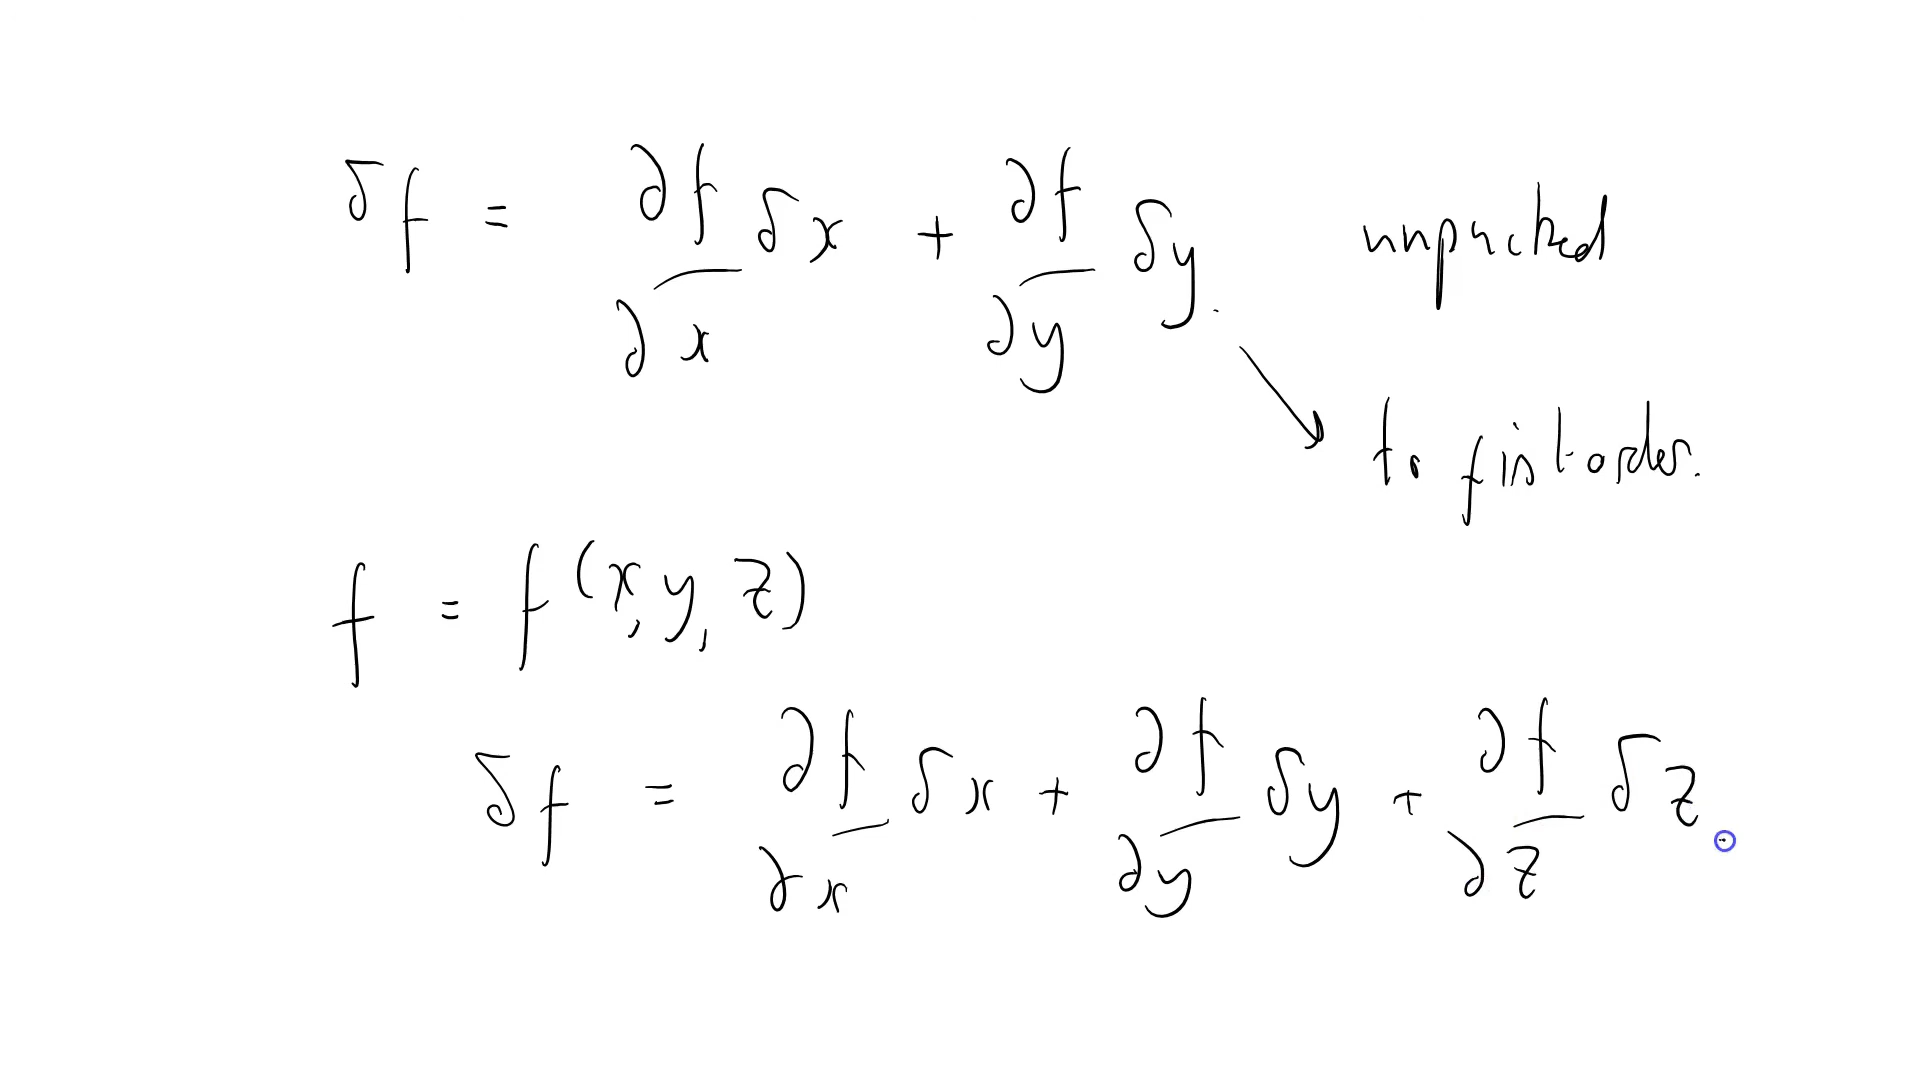 δf = ∂f/∂x δx + ∂f/∂y δy. unpacked
to first order.
f = f(x, y, z)
δf = ∂f/∂x δx + ∂f/∂y δy + ∂f/∂z δz.